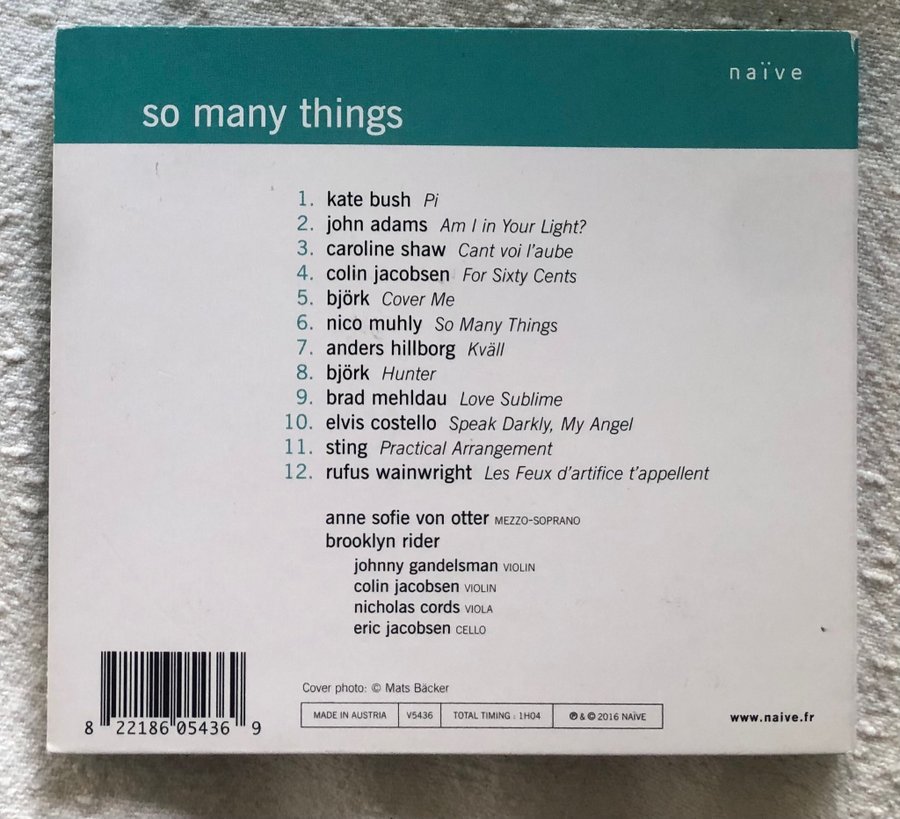 naïve
so many things
1. kate bush Pi
2. john adams Am I in Your Light?
3. caroline shaw Cant voi l'aube
4. colin jacobsen For Sixty Cents
5. björk Cover Me
6. nico muhly So Many Things
7. anders hillborg Kväll
8. björk Hunter
9. brad mehldau Love Sublime
10. elvis costello Speak Darkly, My Angel
11. sting Practical Arrangement
12. rufus wainwright Les Feux d'artifice t'appellent
anne sofie von otter MEZZO-SOPRANO
brooklyn rider
johnny gandelsman VIOLIN
colin jacobsen VIOLIN
nicholas cords VIOLA
eric jacobsen CELLO
Cover photo: © Mats Bäcker
MADE IN AUSTRIA V5436 TOTAL TIMING : 1H04 ℗ & © 2016 NAÏVE
www.naive.fr
8 22186 05436 9